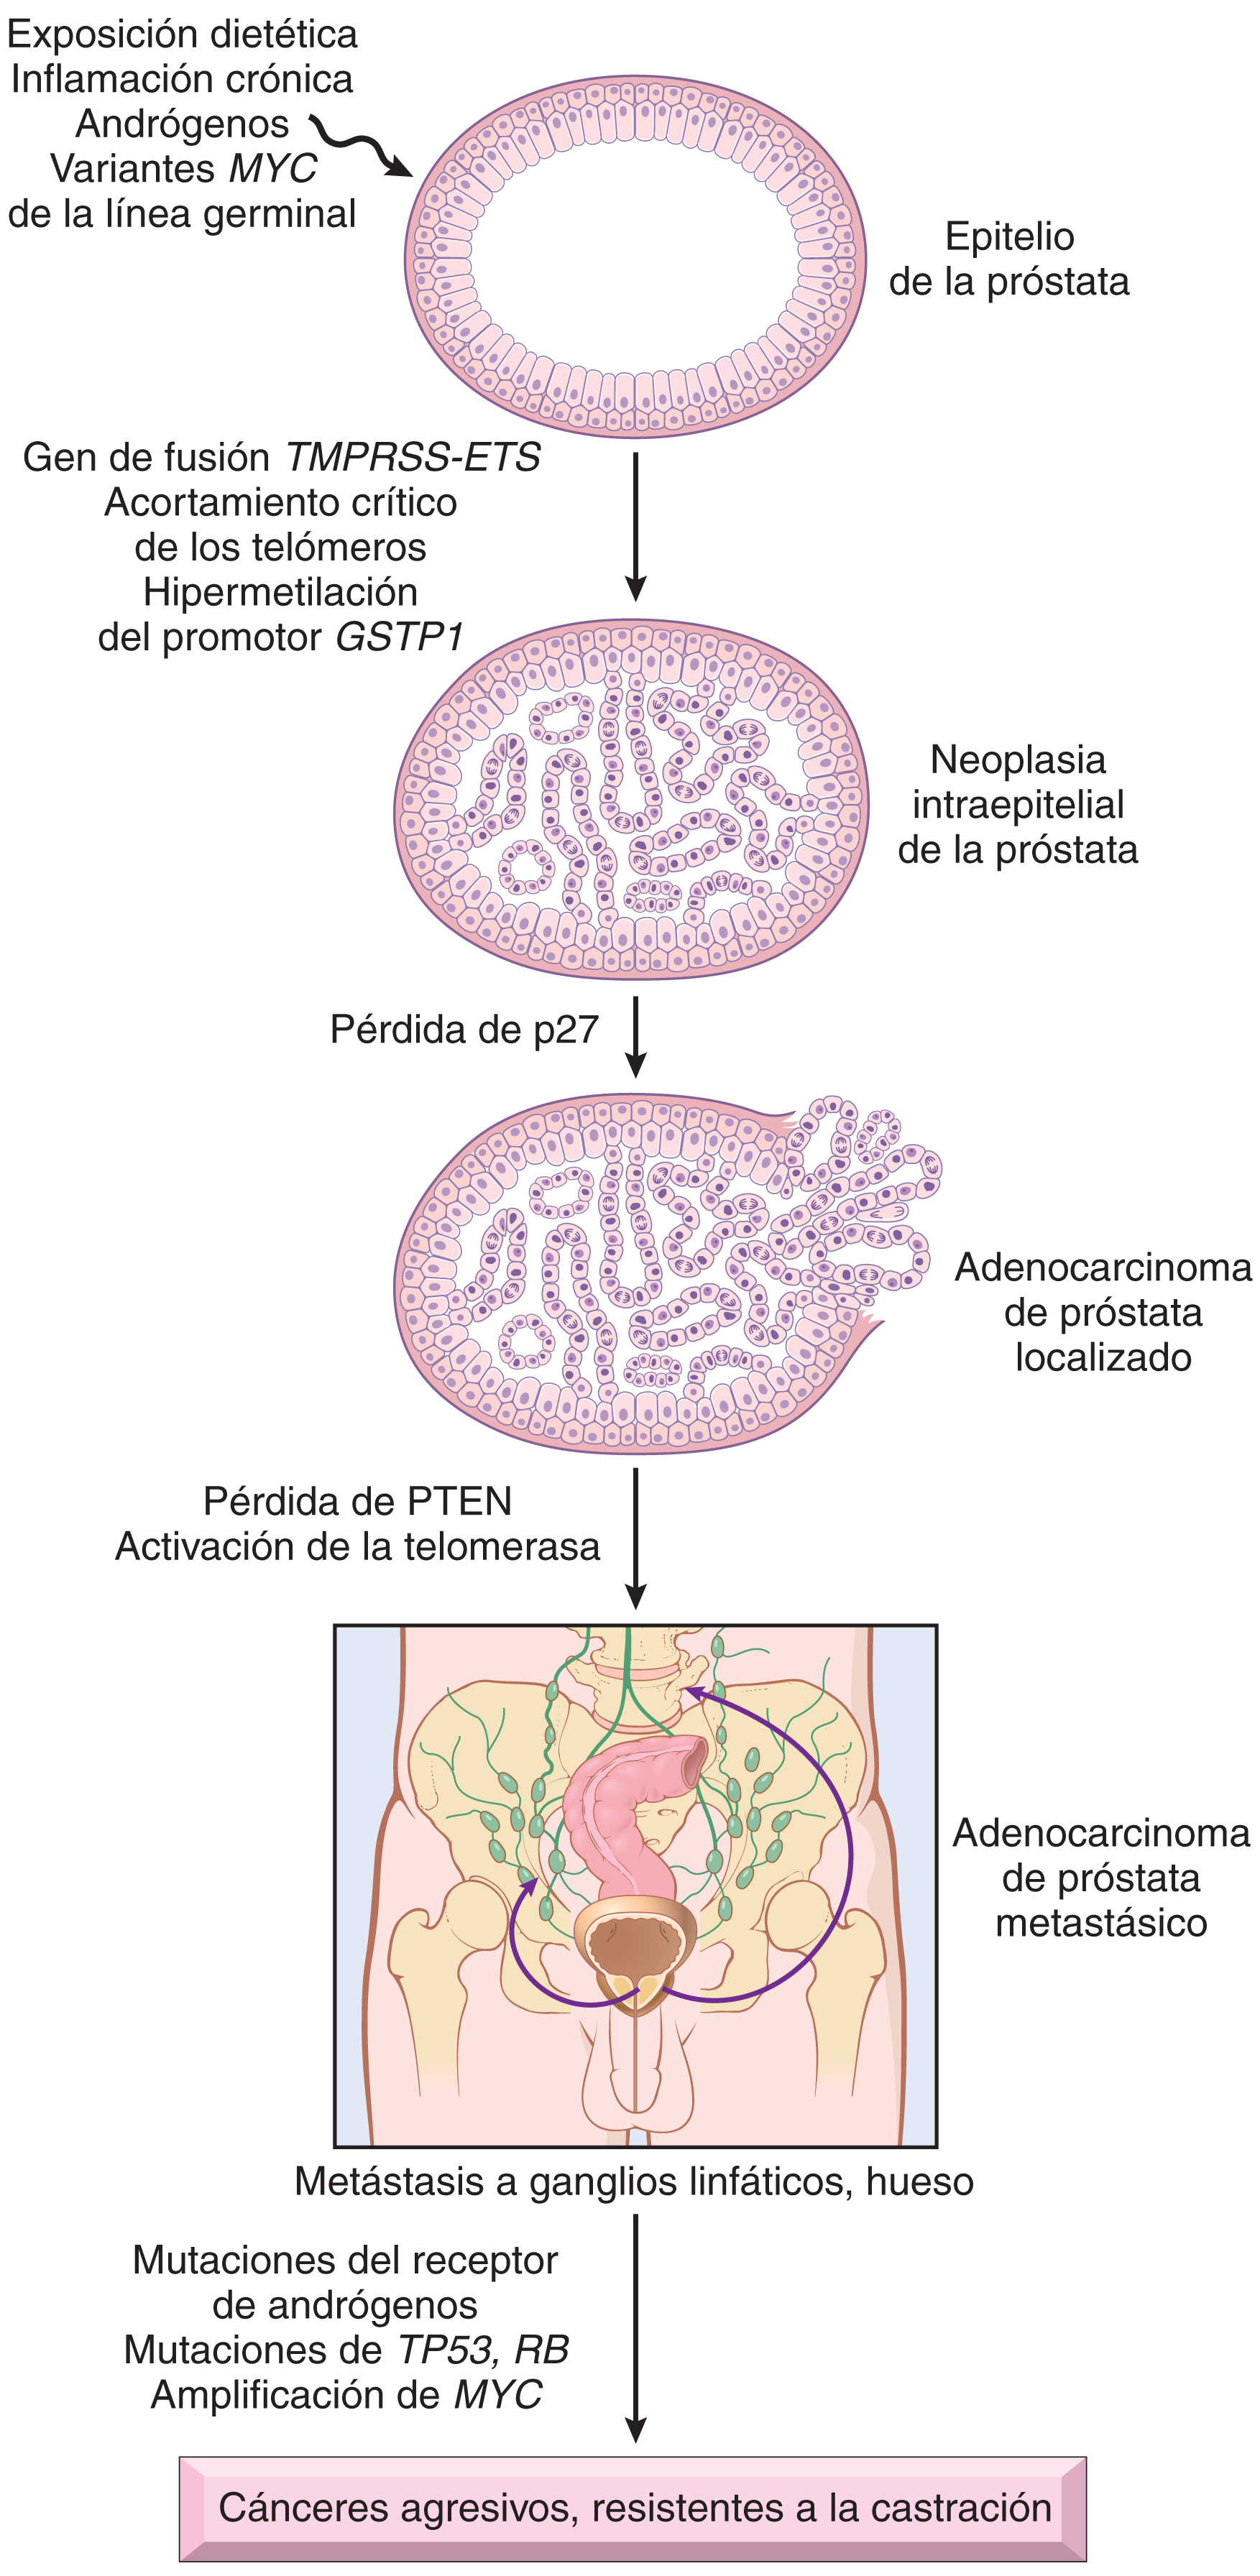 Exposición dietética
Inflamación crónica
Andrógenos
Variantes MYC
de la línea germinal
Epitelio
de la próstata
Gen de fusión TMPRSS-ETS
Acortamiento crítico
de los telómeros
Hipermetilación
del promotor GSTP1
Neoplasia
intraepitelial
de la próstata
Pérdida de p27
Adenocarcinoma
de próstata
localizado
Pérdida de PTEN
Activación de la telomerasa
Adenocarcinoma
de próstata
metastásico
Metástasis a ganglios linfáticos, hueso
Mutaciones del receptor
de andrógenos
Mutaciones de TP53, RB
Amplificación de MYC
Cánceres agresivos, resistentes a la castración